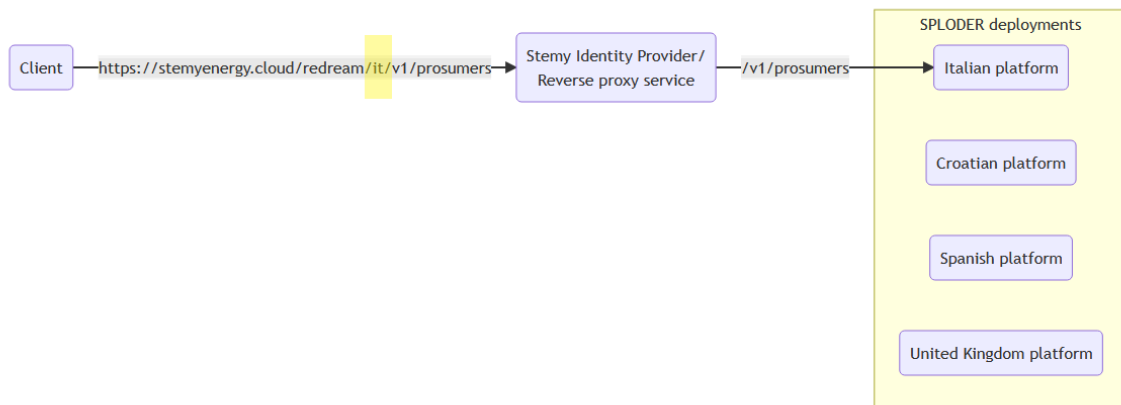 SPLODER deployments
Client
https://stemyenergy.cloud/redream/it/v1/prosumers
Stemy Identity Provider/
Reverse proxy service
/v1/prosumers
Italian platform
Croatian platform
Spanish platform
United Kingdom platform